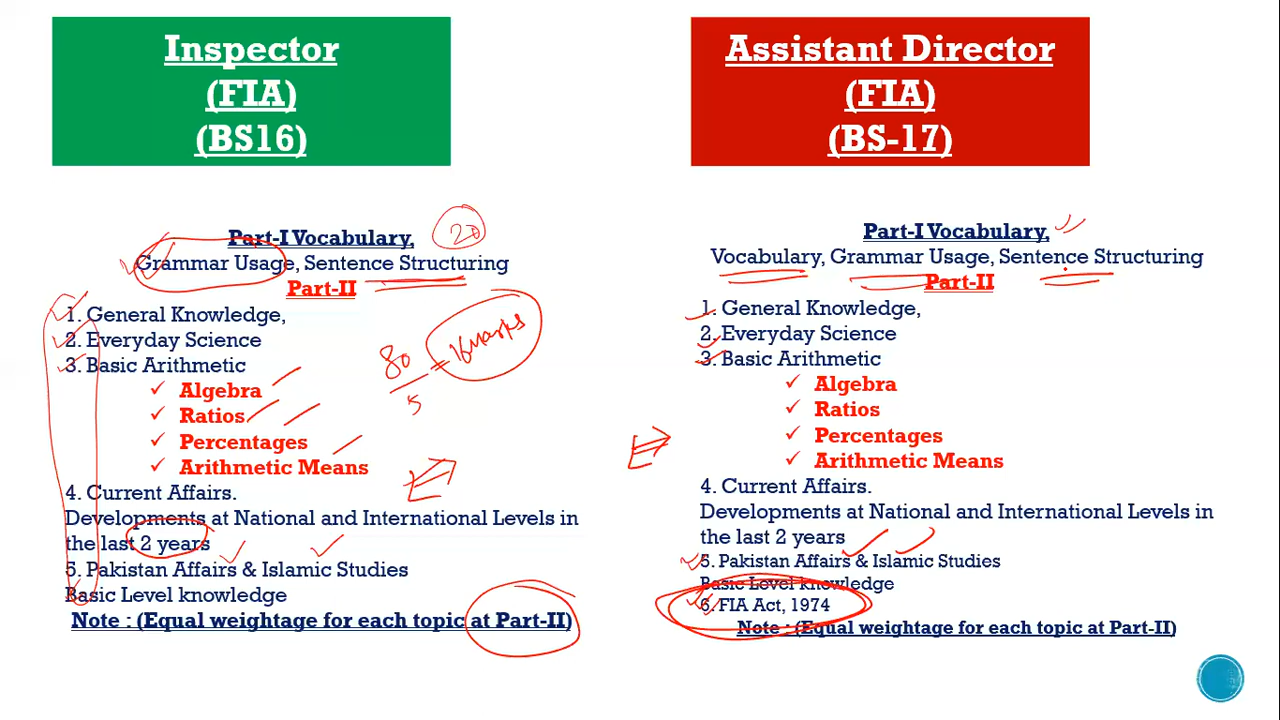 Inspector
(FIA)
(BS16)
Part-I Vocabulary,
20
Grammar Usage, Sentence Structuring
Part-II
1. General Knowledge,
2. Everyday Science
3. Basic Arithmetic
✓ Algebra
✓ Ratios
✓ Percentages
✓ Arithmetic Means
80
5
= 16 marks
4. Current Affairs.
Developments at National and International Levels in
the last 2 years
5. Pakistan Affairs & Islamic Studies
Basic Level knowledge
Note : (Equal weightage for each topic at Part-II)
Assistant Director
(FIA)
(BS-17)
Part-I Vocabulary,
Vocabulary, Grammar Usage, Sentence Structuring
Part-II
1. General Knowledge,
2. Everyday Science
3. Basic Arithmetic
✓ Algebra
✓ Ratios
✓ Percentages
✓ Arithmetic Means
4. Current Affairs.
Developments at National and International Levels in
the last 2 years
5. Pakistan Affairs & Islamic Studies
Basic Level knowledge
6. FIA Act, 1974
Note : (Equal weightage for each topic at Part-II)